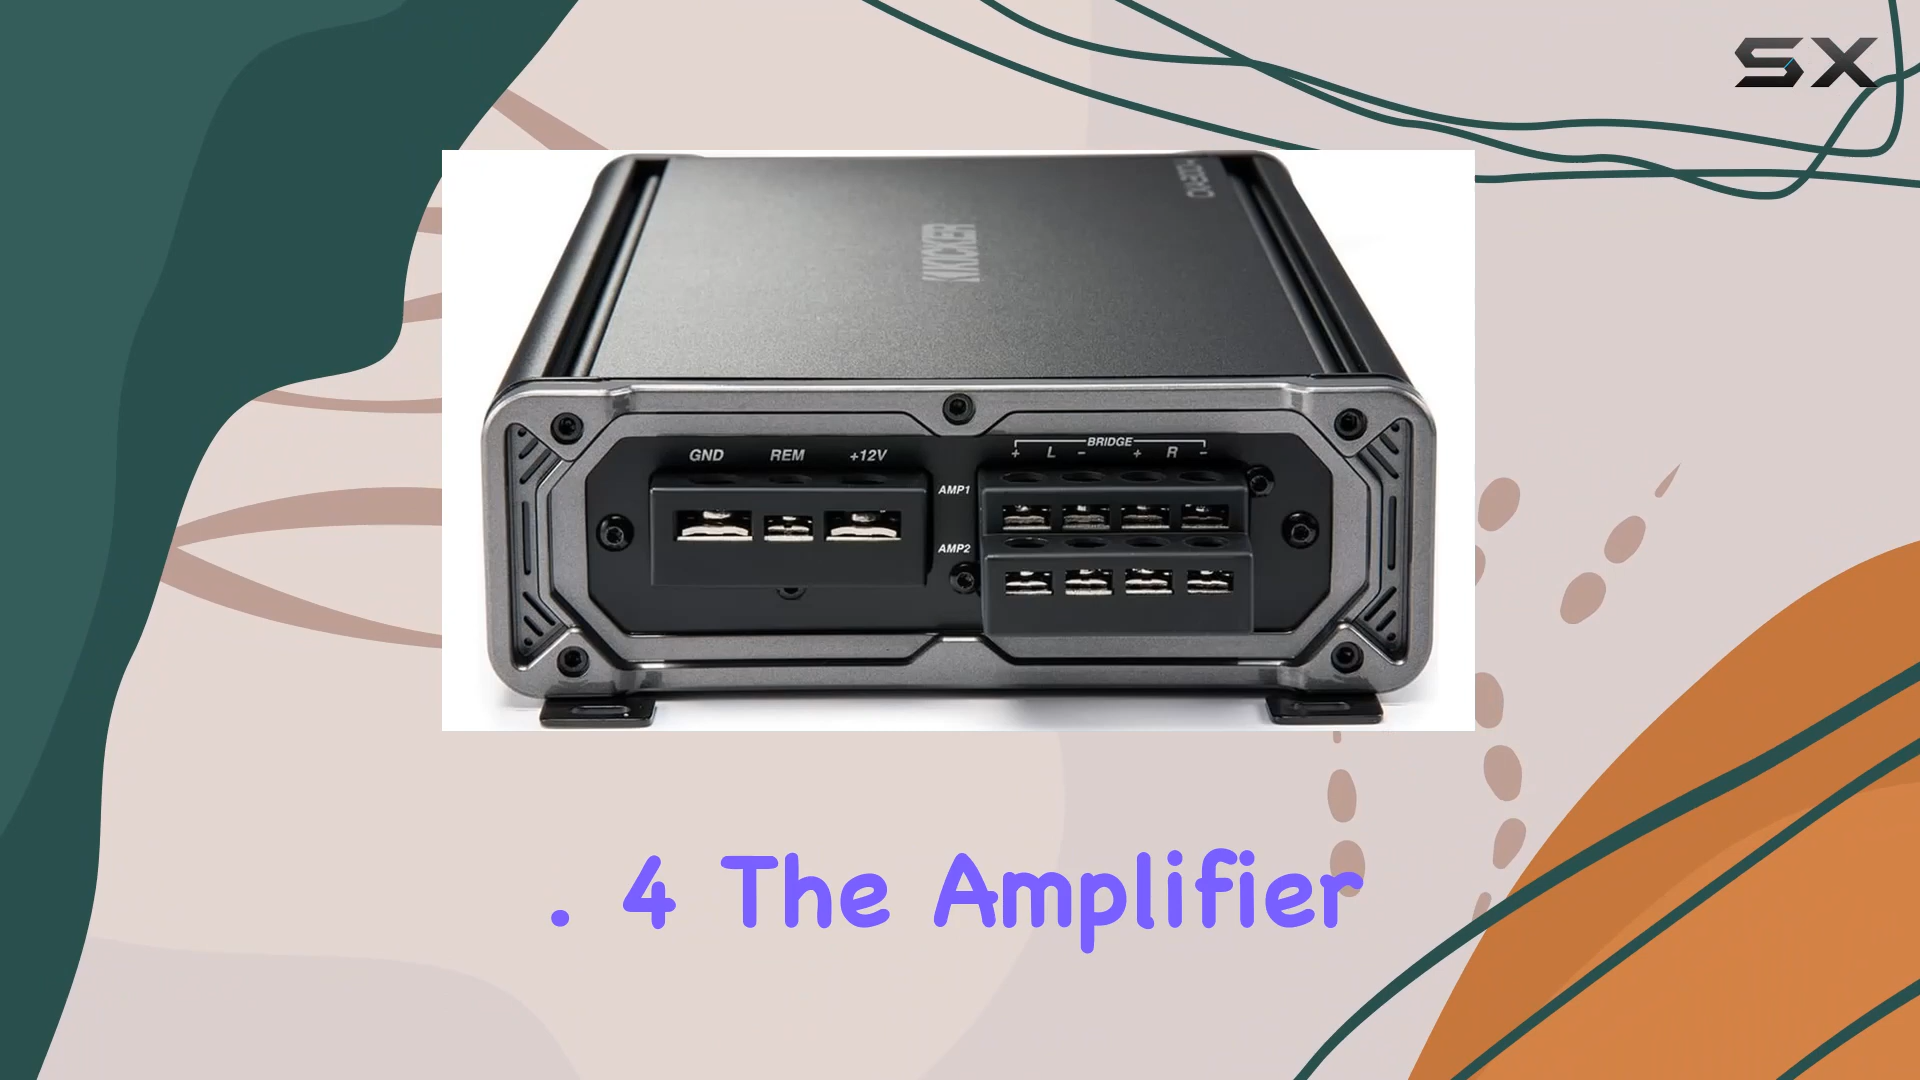 SX
KICKER
GND REM +12V
BRIDGE
+ L - + R -
AMP1
AMP2
. 4 The Amplifier